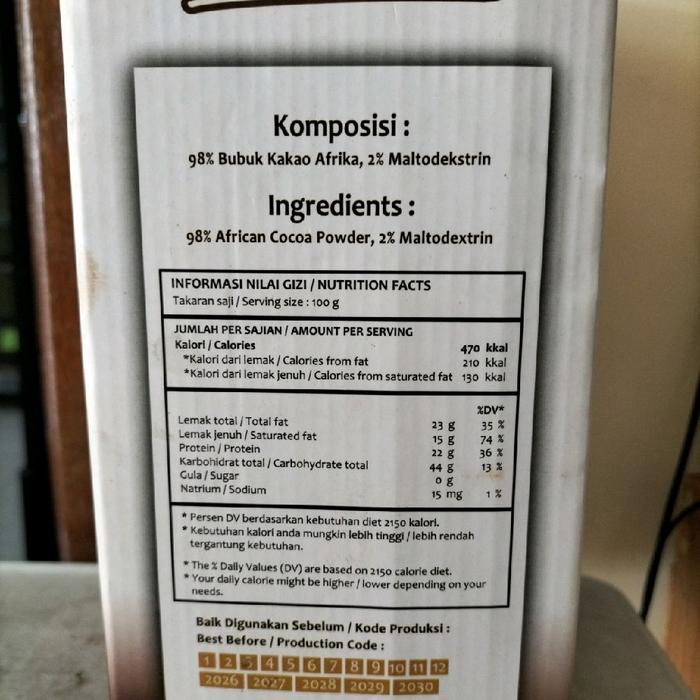 Komposisi :
98% Bubuk Kakao Afrika, 2% Maltodekstrin
Ingredients :
98% African Cocoa Powder, 2% Maltodextrin
INFORMASI NILAI GIZI / NUTRITION FACTS
Takaran saji / Serving size : 100 g
JUMLAH PER SAJIAN / AMOUNT PER SERVING
Kalori / Calories 470 kkal
*Kalori dari lemak / Calories from fat 210 kkal
*Kalori dari lemak jenuh / Calories from saturated fat 130 kkal
%DV*
Lemak total / Total fat 23 g 35 %
Lemak jenuh / Saturated fat 15 g 74 %
Protein / Protein 22 g 36 %
Karbohidrat total / Carbohydrate total 44 g 13 %
Gula / Sugar 0 g
Natrium / Sodium 15 mg 1 %
* Persen DV berdasarkan kebutuhan diet 2150 kalori.
* Kebutuhan kalori anda mungkin lebih tinggi / lebih rendah
tergantung kebutuhan.
* The % Daily Values (DV) are based on 2150 calorie diet.
* Your daily calorie might be higher / lower depending on your
needs.
Baik Digunakan Sebelum / Kode Produksi :
Best Before / Production Code :
1 2 3 4 5 6 7 8 9 10 11 12
2026 2027 2028 2029 2030